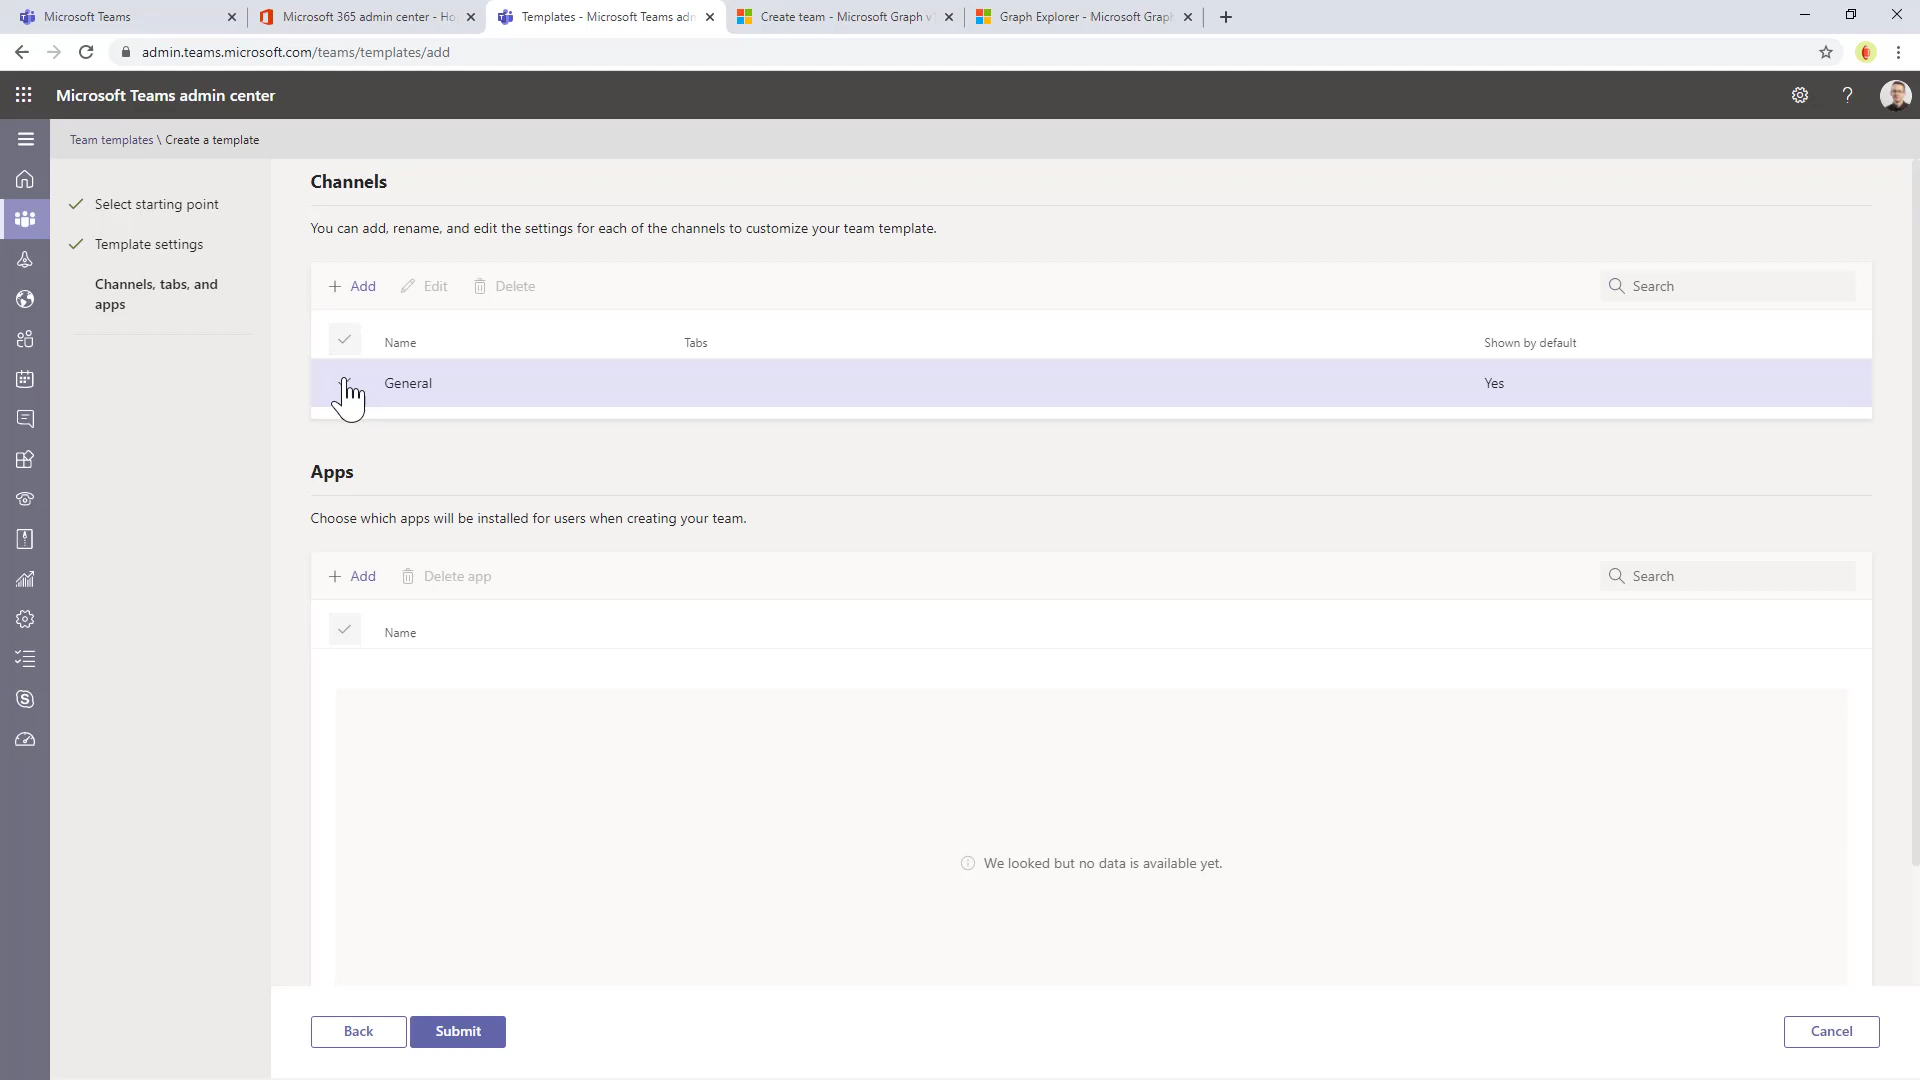 Microsoft Teams
Microsoft 365 admin center - Ho
Templates - Microsoft Teams adm
Create team - Microsoft Graph v
Graph Explorer - Microsoft Graph
admin.teams.microsoft.com/teams/templates/add
Microsoft Teams admin center
Team templates \ Create a template
Select starting point
Template settings
Channels, tabs, and
apps
Channels
You can add, rename, and edit the settings for each of the channels to customize your team template.
Add
Edit
Delete
Search
Name
Tabs
Shown by default
General
Yes
Apps
Choose which apps will be installed for users when creating your team.
Add
Delete app
Search
Name
We looked but no data is available yet.
Back
Submit
Cancel